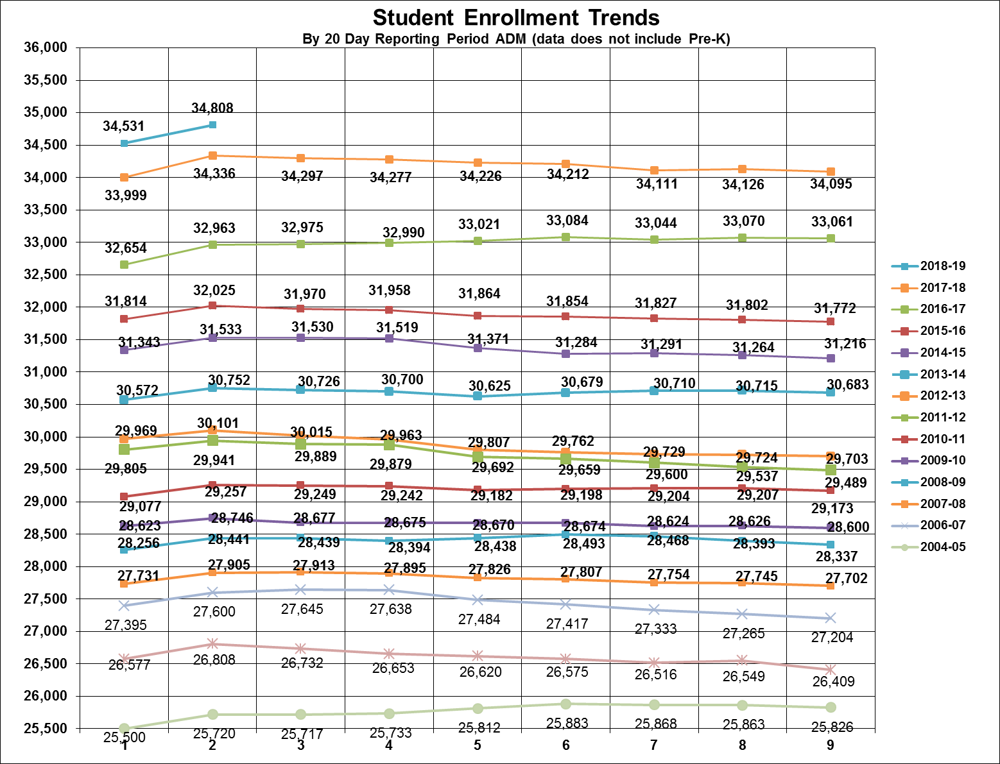 Student Enrollment Trends
By 20 Day Reporting Period ADM (data does not include Pre-K)
36,000
35,500
35,000
34,500
34,000
33,500
33,000
32,500
32,000
31,500
31,000
30,500
30,000
29,500
29,000
28,500
28,000
27,500
27,000
26,500
26,000
25,500
34,531 34,808
33,999 34,336 34,297 34,277 34,226 34,212 34,111 34,126 34,095
32,654 32,963 32,975 32,990 33,021 33,084 33,044 33,070 33,061
31,814 32,025 31,970 31,958 31,864 31,854 31,827 31,802 31,772
31,343 31,533 31,530 31,519 31,371 31,284 31,291 31,264 31,216
30,572 30,752 30,726 30,700 30,625 30,679 30,710 30,715 30,683
29,969 30,101 30,015 29,963 29,807 29,762 29,729 29,724 29,703
29,805 29,941 29,889 29,879 29,692 29,659 29,600 29,537 29,489
29,077 29,257 29,249 29,242 29,182 29,198 29,204 29,207 29,173
28,623 28,746 28,677 28,675 28,670 28,674 28,624 28,626 28,600
28,256 28,441 28,439 28,394 28,438 28,493 28,468 28,393 28,337
27,731 27,905 27,913 27,895 27,826 27,807 27,754 27,745 27,702
27,395 27,600 27,645 27,638 27,484 27,417 27,333 27,265 27,204
26,577 26,808 26,732 26,653 26,620 26,575 26,516 26,549 26,409
25,500 25,720 25,717 25,733 25,812 25,883 25,868 25,863 25,826
1 2 3 4 5 6 7 8 9
2018-19
2017-18
2016-17
2015-16
2014-15
2013-14
2012-13
2011-12
2010-11
2009-10
2008-09
2007-08
2006-07
2004-05